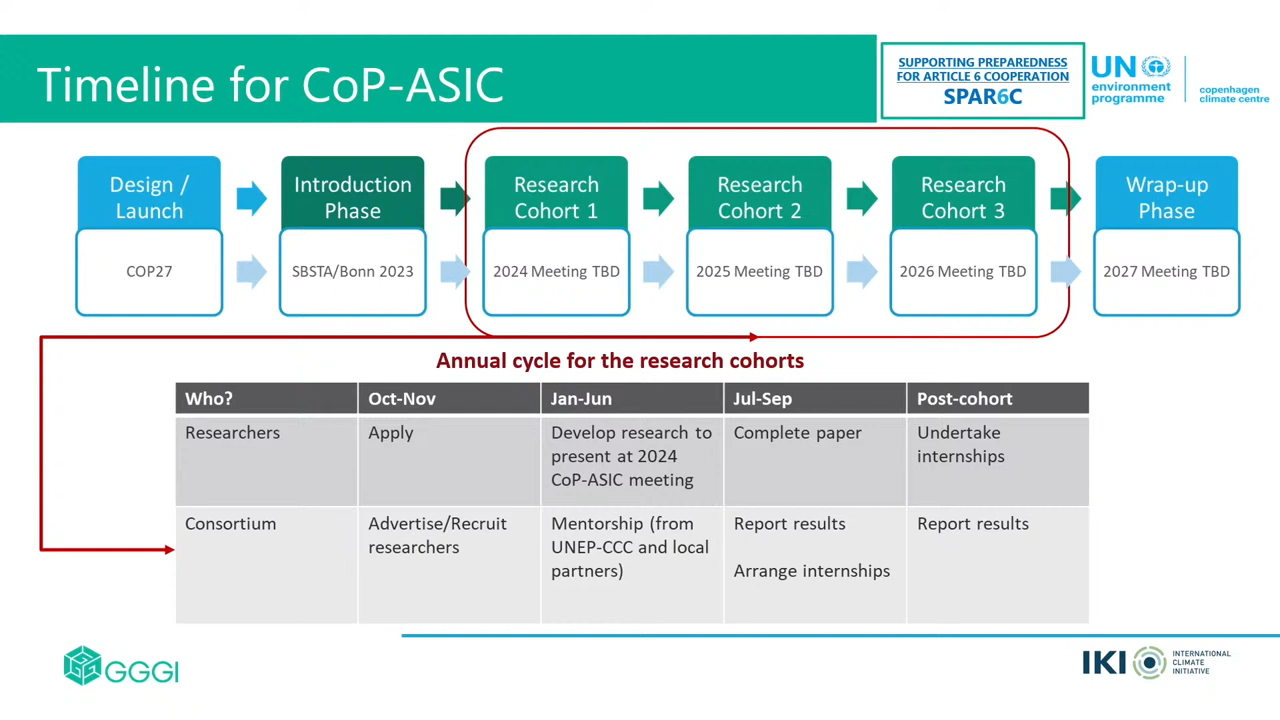 Timeline for CoP-ASIC
SUPPORTING PREPAREDNESS
FOR ARTICLE 6 COOPERATION
SPAR6C
UN
environment
programme
copenhagen
climate centre
Design /
Launch
Introduction
Phase
Research
Cohort 1
Research
Cohort 2
Research
Cohort 3
Wrap-up
Phase
COP27
SBSTA/Bonn 2023
2024 Meeting TBD
2025 Meeting TBD
2026 Meeting TBD
2027 Meeting TBD
Annual cycle for the research cohorts
Who?
Oct-Nov
Jan-Jun
Jul-Sep
Post-cohort
Researchers
Apply
Develop research to
present at 2024
CoP-ASIC meeting
Complete paper
Undertake
internships
Consortium
Advertise/Recruit
researchers
Mentorship (from
UNEP-CCC and local
partners)
Report results
Arrange internships
Report results
GGGI
IKI
INTERNATIONAL
CLIMATE
INITIATIVE